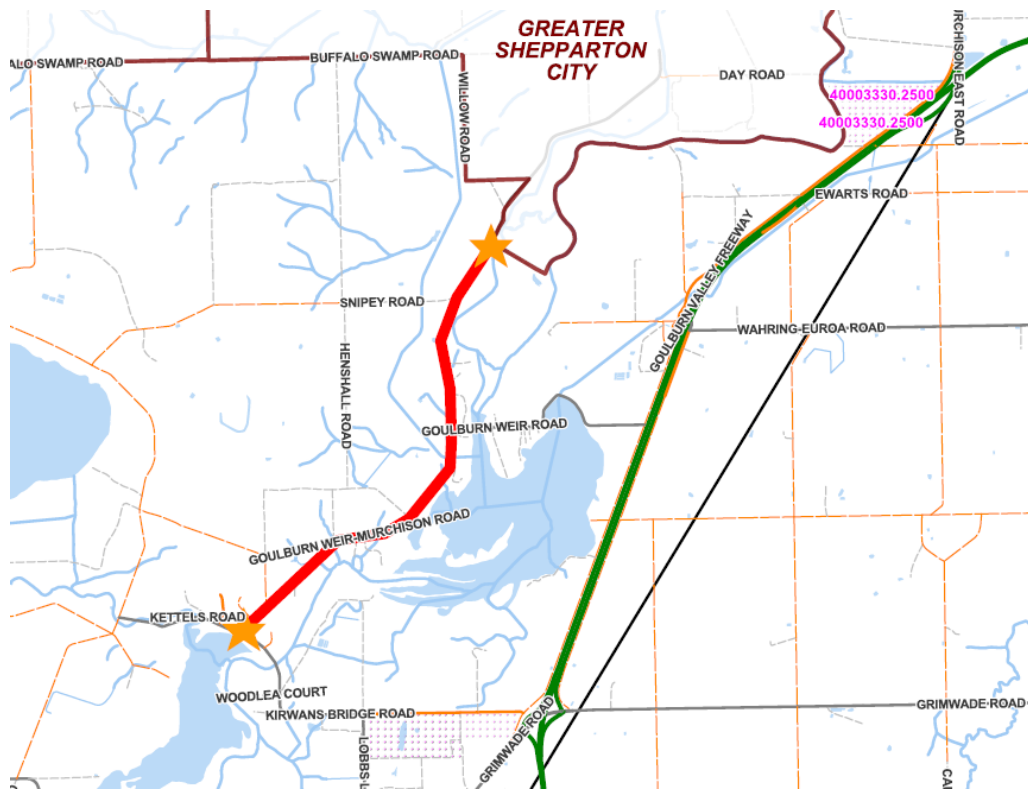 GREATER
SHEPPARTON
CITY
ALO SWAMP ROAD
BUFFALO SWAMP ROAD
WILLOW ROAD
DAY ROAD
URCHISON EAST ROAD
40003330.2500
40003330.2500
EWARTS ROAD
GOULBURN VALLEY FREEWAY
SNIPEY ROAD
WAHRING EUROA ROAD
HENSHALL ROAD
GOULBURN WEIR ROAD
GOULBURN WEIR-MURCHISON ROAD
KETTELS ROAD
WOODLEA COURT
KIRWANS BRIDGE ROAD
GRIMWADE ROAD
GRIMWADE ROAD
LOBBS L
CA